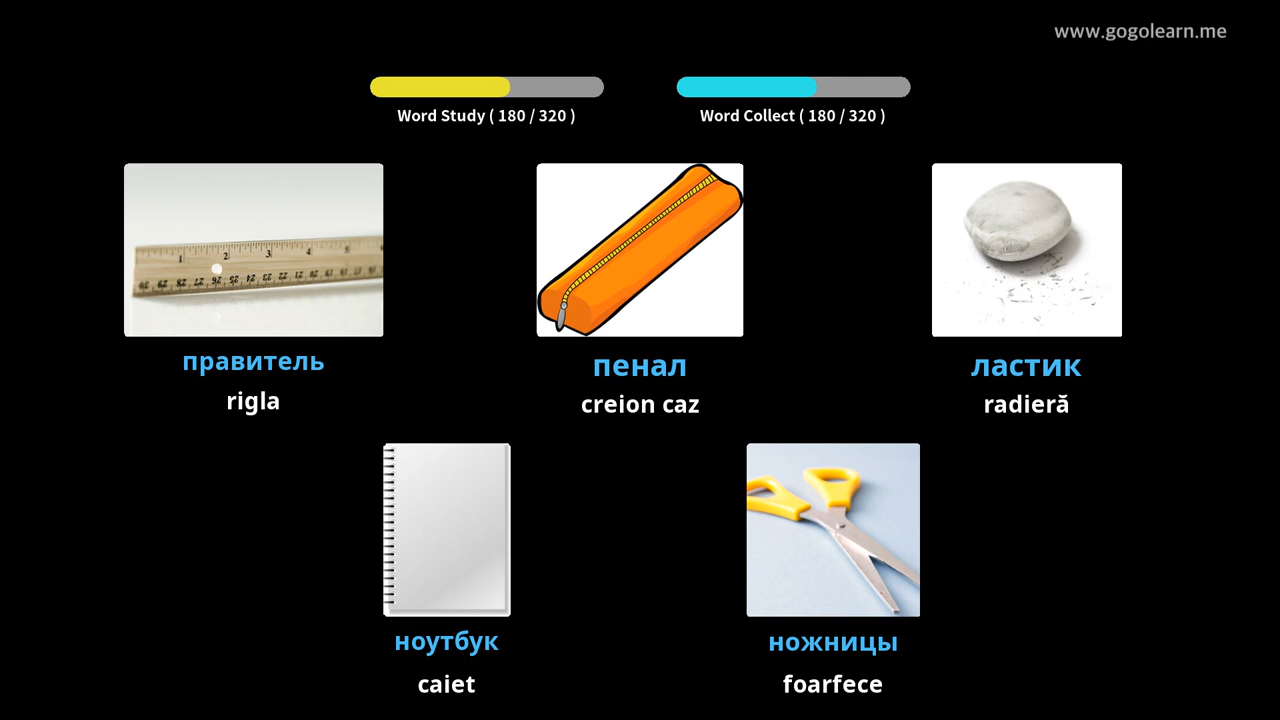 www.gogolearn.me
Word Study ( 180 / 320 )
Word Collect ( 180 / 320 )
правитель
rigla
пенал
creion caz
ластик
radieră
ноутбук
caiet
ножницы
foarfece